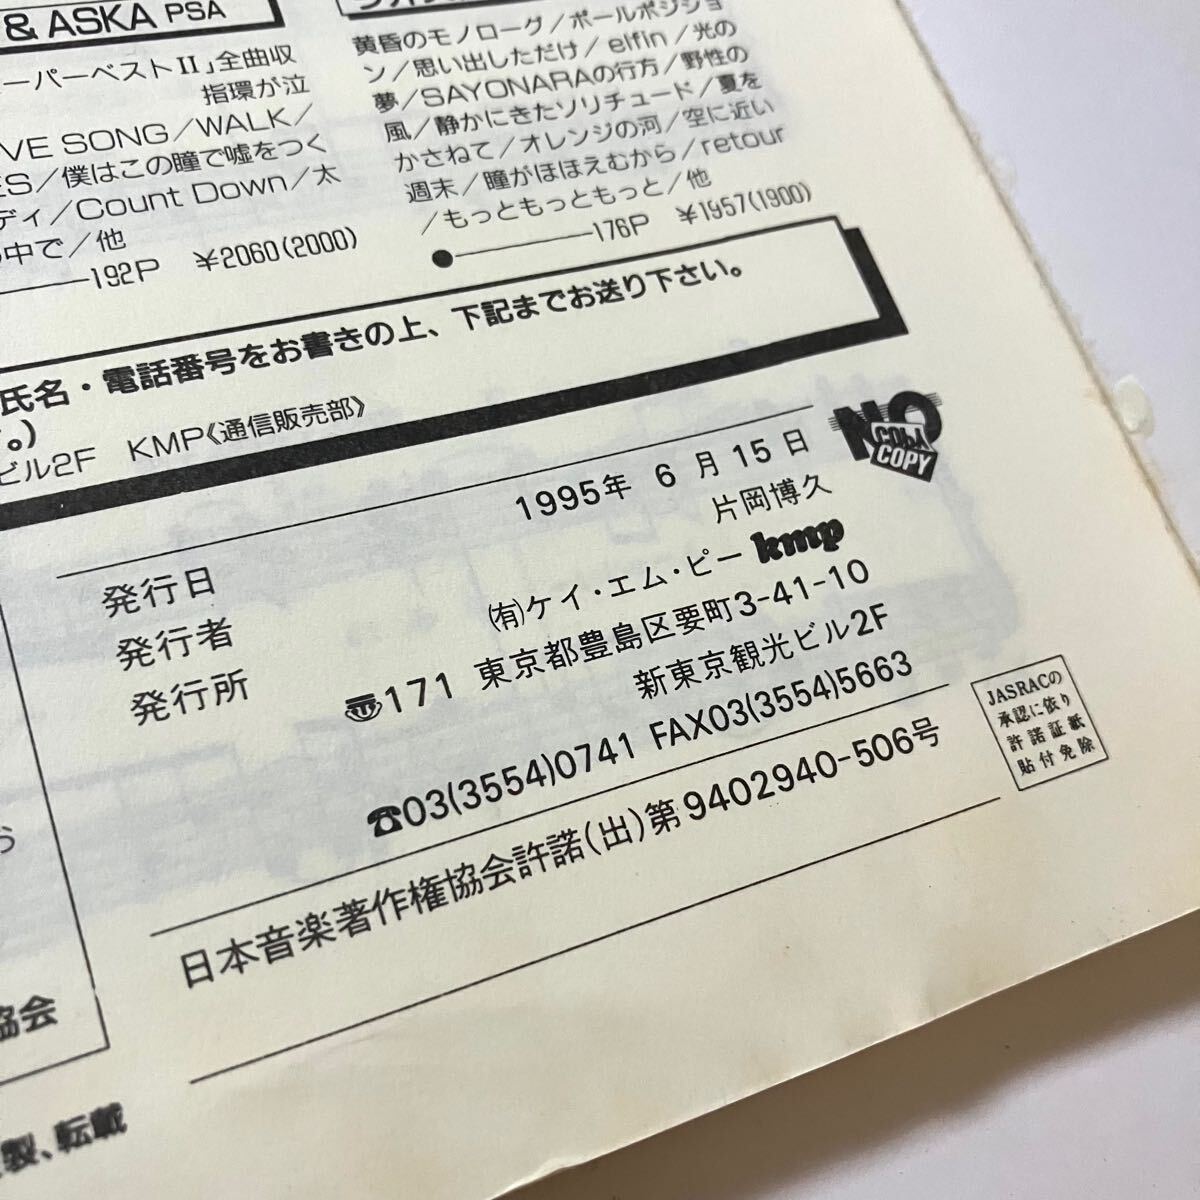 & ASKA PSA
ーパーベストⅡ」全曲収
指環が泣
VE SONG/WALK/
ES/僕はこの瞳で嘘をつく
ディ/Count Down/太
中で/他
192P ¥2060(2000)
黄昏のモノローグ/ポールポジショ
ン/思い出しただけ/elfin/光の
夢/SAYONARAの行方/野性の
風/静かにきたソリチュード/夏を
かさねて/オレンジの河/空に近い
週末/瞳がほほえむから/retour
/もっともっともっと/他
176P ¥1957(1900)
氏名・電話番号をお書きの上、下記までお送り下さい。
。)
ビル2F KMP《通信販売部》
NO COPY
COPY
発行日 1995年 6 月 15 日
発行者 片岡博久
発行所 (有)ケイ・エム・ピー kmp
〠171 東京都豊島区要町3-41-10
新東京観光ビル2F
☎03(3554)0741 FAX03(3554)5663
日本音楽著作権協会許諾(出)第9402940-506号
JASRACの
承認に依り
許諾証紙
貼付免除
お
協会
製、転載